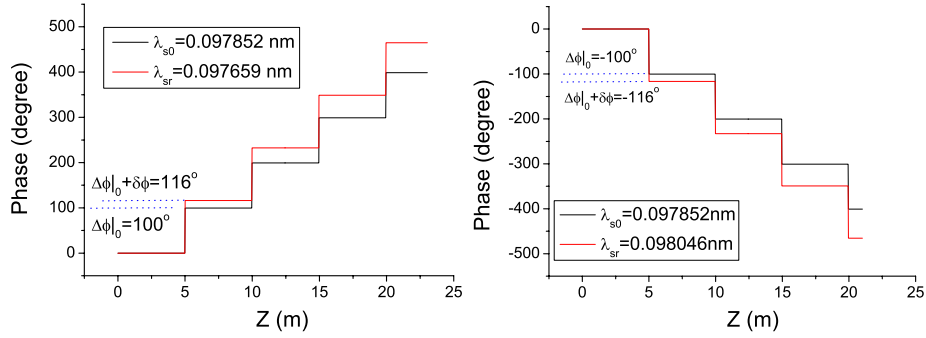 500
400
300
200
100
0
Phase (degree)
λs0=0.097852 nm
λsr=0.097659 nm
Δϕ|0+δϕ=116°
Δϕ|0=100°
0 5 10 15 20 25
Z (m)
0
-100
-200
-300
-400
-500
Phase (degree)
Δϕ|0=-100°
Δϕ|0+δϕ=-116°
λs0=0.097852nm
λsr=0.098046nm
0 5 10 15 20 25
Z (m)